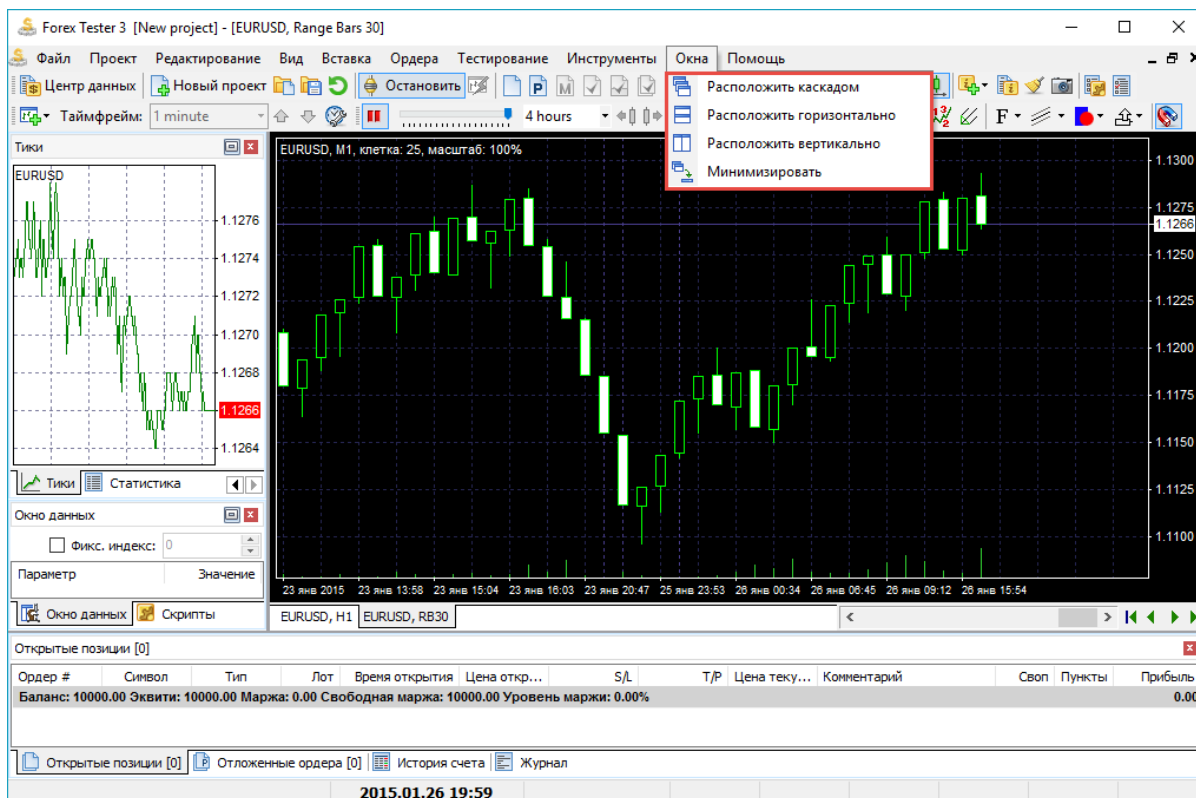 Forex Tester 3 [New project] - [EURUSD, Range Bars 30]
Файл Проект Редактирование Вид Вставка Ордера Тестирование Инструменты Окна Помощь
Центр данных Новый проект Остановить
Таймфрейм: 1 minute 4 hours
Расположить каскадом
Расположить горизонтально
Расположить вертикально
Минимизировать
Тики
EURUSD
1.1276
1.1274
1.1272
1.1270
1.1268
1.1266
1.1264
Тики Статистика
Окно данных
Фикс. индекс: 0
Параметр Значение
Окно данных Скрипты
EURUSD, M1, клетка: 25, масштаб: 100%
1.1300
1.1275
1.1266
1.1250
1.1225
1.1200
1.1175
1.1150
1.1125
1.1100
23 янв 2015 23 янв 13:58 23 янв 15:04 23 янв 16:03 23 янв 20:47 25 янв 23:53 26 янв 00:34 26 янв 06:45 26 янв 09:12 26 янв 15:54
EURUSD, H1 EURUSD, RB30
Открытые позиции [0]
Ордер # Символ Тип Лот Время открытия Цена откр... S/L T/P Цена теку... Комментарий Своп Пункты Прибыль
Баланс: 10000.00 Эквити: 10000.00 Маржа: 0.00 Свободная маржа: 10000.00 Уровень маржи: 0.00% 0.00
Открытые позиции [0] Отложенные ордера [0] История счета Журнал
2015.01.26 19:59